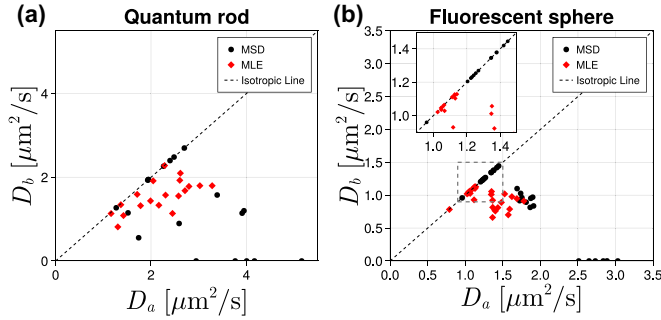 (a) Quantum rod
MSD
MLE
Isotropic Line
5
4
3
2
1
0
0 2 4
D_b [μm²/s]
D_a [μm²/s]
(b) Fluorescent sphere
MSD
MLE
Isotropic Line
1.4
1.2
1.0
1.0 1.2 1.4
3.5
3.0
2.5
2.0
1.5
1.0
0.5
0.0
0.0 0.5 1.0 1.5 2.0 2.5 3.0 3.5
D_b [μm²/s]
D_a [μm²/s]